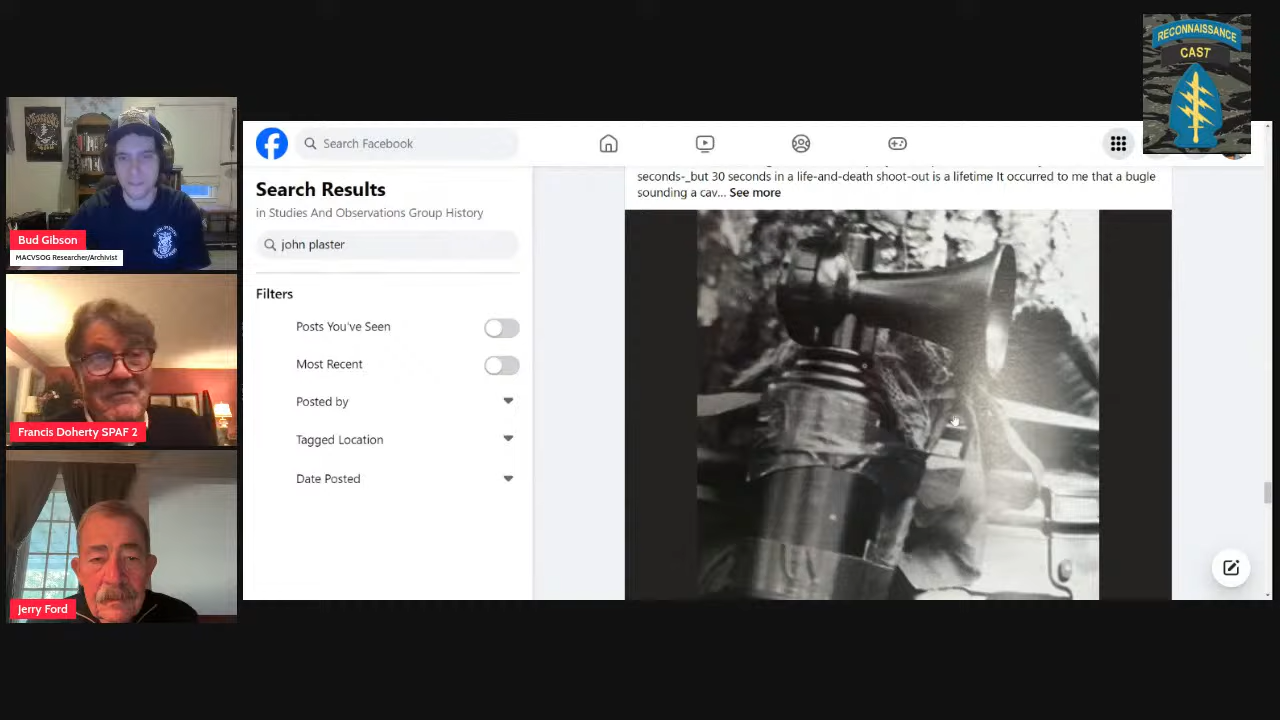 RECONNAISSANCE
CAST
Search Facebook
Search Results
in Studies And Observations Group History
john plaster
Filters
Posts You've Seen
Most Recent
Posted by
Tagged Location
Date Posted
seconds-_but 30 seconds in a life-and-death shoot-out is a lifetime It occurred to me that a bugle
sounding a cav... See more
Bud Gibson
MACVSOG Researcher/Archivist
Francis Doherty SPAF 2
Jerry Ford